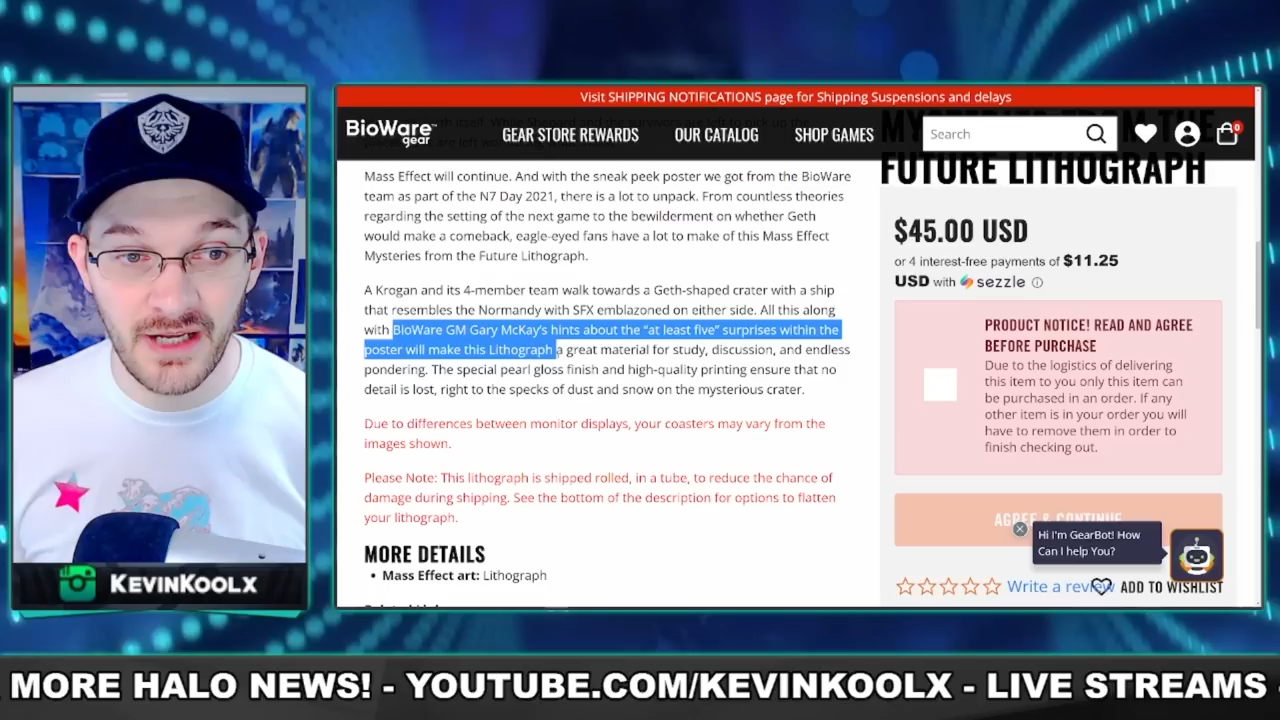 Visit SHIPPING NOTIFICATIONS page for Shipping Suspensions and delays
BioWare
gear
GEAR STORE REWARDS
OUR CATALOG
SHOP GAMES
Search
0
FUTURE LITHOGRAPH
Mass Effect will continue. And with the sneak peek poster we got from the BioWare
team as part of the N7 Day 2021, there is a lot to unpack. From countless theories
regarding the setting of the next game to the bewilderment on whether Geth
would make a comeback, eagle-eyed fans have a lot to make of this Mass Effect
Mysteries from the Future Lithograph.
A Krogan and its 4-member team walk towards a Geth-shaped crater with a ship
that resembles the Normandy with SFX emblazoned on either side. All this along
with BioWare GM Gary McKay's hints about the “at least five” surprises within the
poster will make this Lithograph a great material for study, discussion, and endless
pondering. The special pearl gloss finish and high-quality printing ensure that no
detail is lost, right to the specks of dust and snow on the mysterious crater.
Due to differences between monitor displays, your coasters may vary from the
images shown.
Please Note: This lithograph is shipped rolled, in a tube, to reduce the chance of
damage during shipping. See the bottom of the description for options to flatten
your lithograph.
MORE DETAILS
• Mass Effect art: Lithograph
$45.00 USD
or 4 interest-free payments of $11.25
USD with sezzle
PRODUCT NOTICE! READ AND AGREE
BEFORE PURCHASE
Due to the logistics of delivering
this item to you only this item can
be purchased in an order. If any
other item is in your order you will
have to remove them in order to
finish checking out.
AGREE & CONTINUE
Hi I'm GearBot! How
Can I help You?
Write a review
ADD TO WISHLIST
KEVINKOOLX
MORE HALO NEWS! - YOUTUBE.COM/KEVINKOOLX - LIVE STREAMS